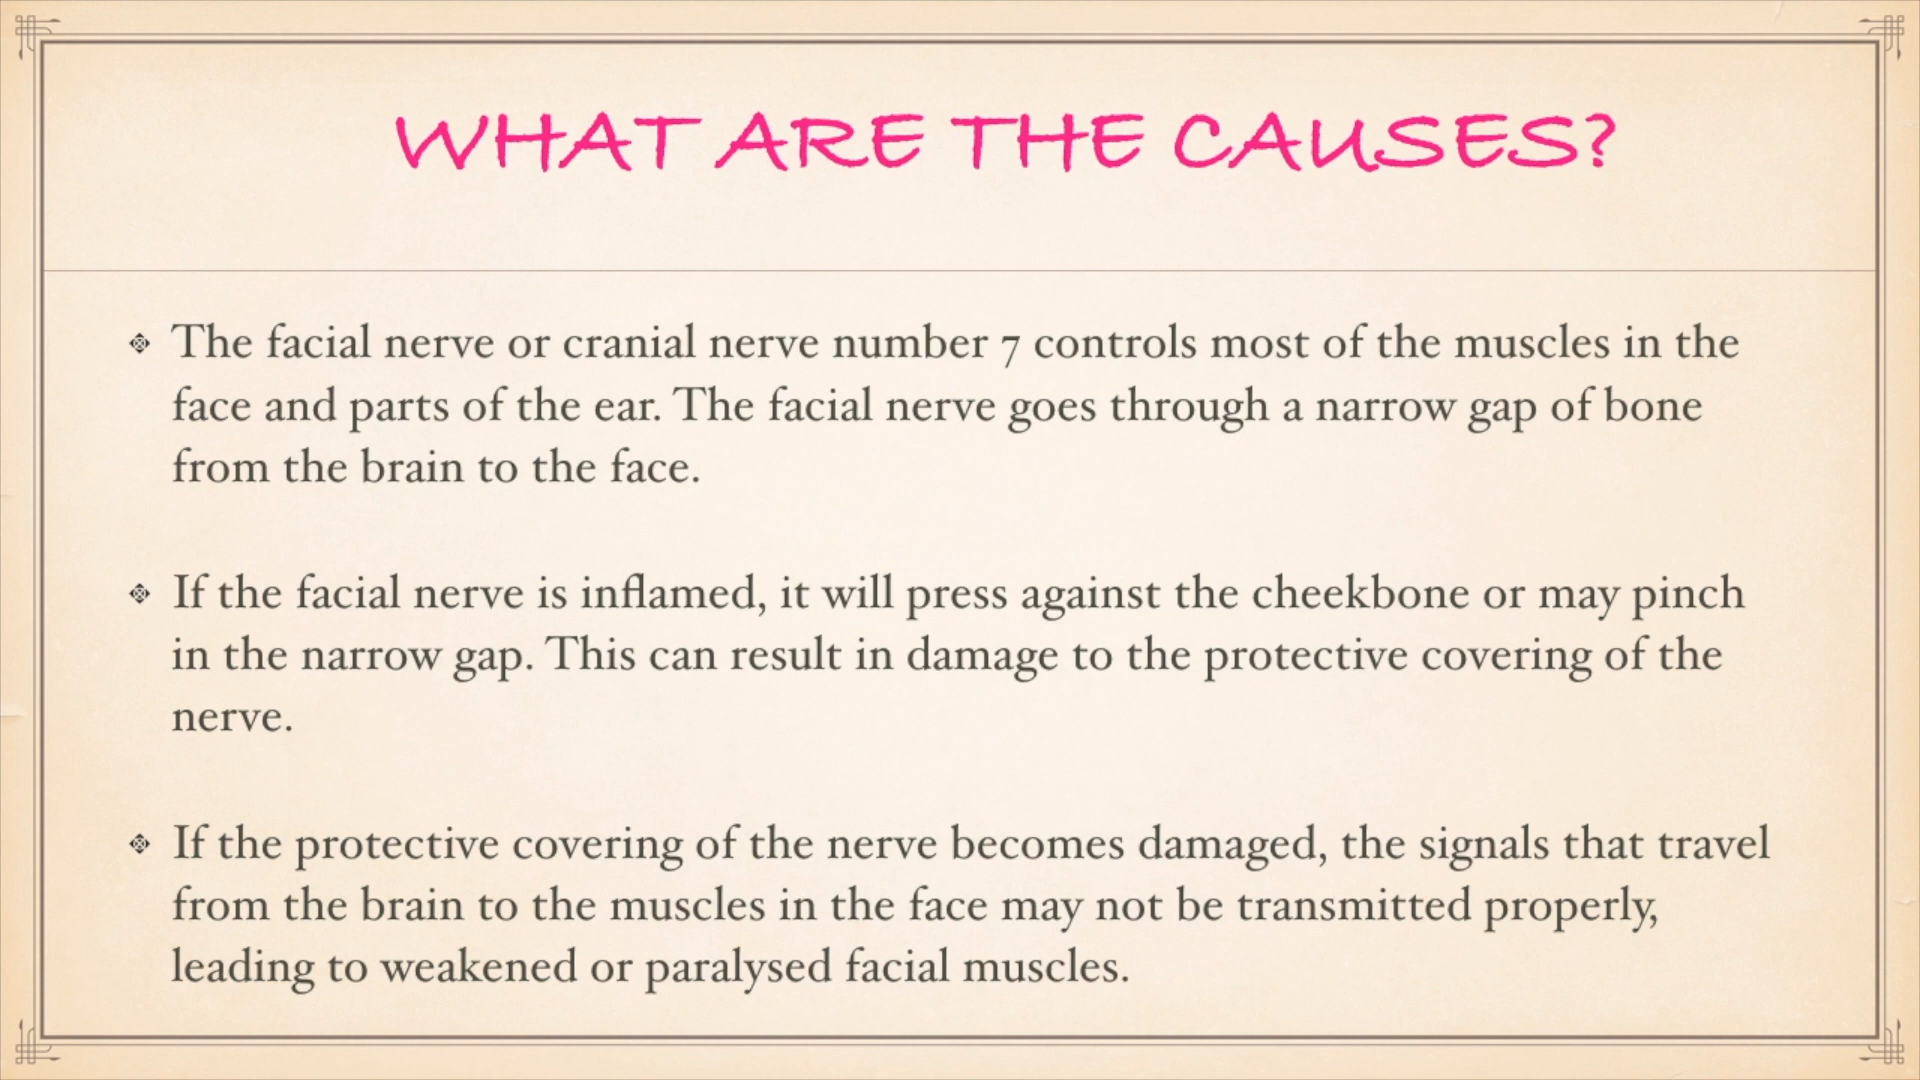 WHAT ARE THE CAUSES?
The facial nerve or cranial nerve number 7 controls most of the muscles in the
face and parts of the ear. The facial nerve goes through a narrow gap of bone
from the brain to the face.
If the facial nerve is inflamed, it will press against the cheekbone or may pinch
in the narrow gap. This can result in damage to the protective covering of the
nerve.
If the protective covering of the nerve becomes damaged, the signals that travel
from the brain to the muscles in the face may not be transmitted properly,
leading to weakened or paralysed facial muscles.